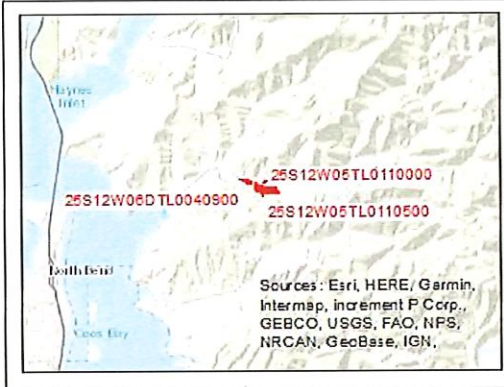 Haynes
Inlet
25S12W05TL0110000
25S12W06DTL0040900
25S12W05TL0110500
North Bend
Coos Bay
Sources: Esri, HERE, Garmin,
Intermap, increment P Corp.,
GEBCO, USGS, FAO, NPS,
NRCAN, GeoBase, IGN,